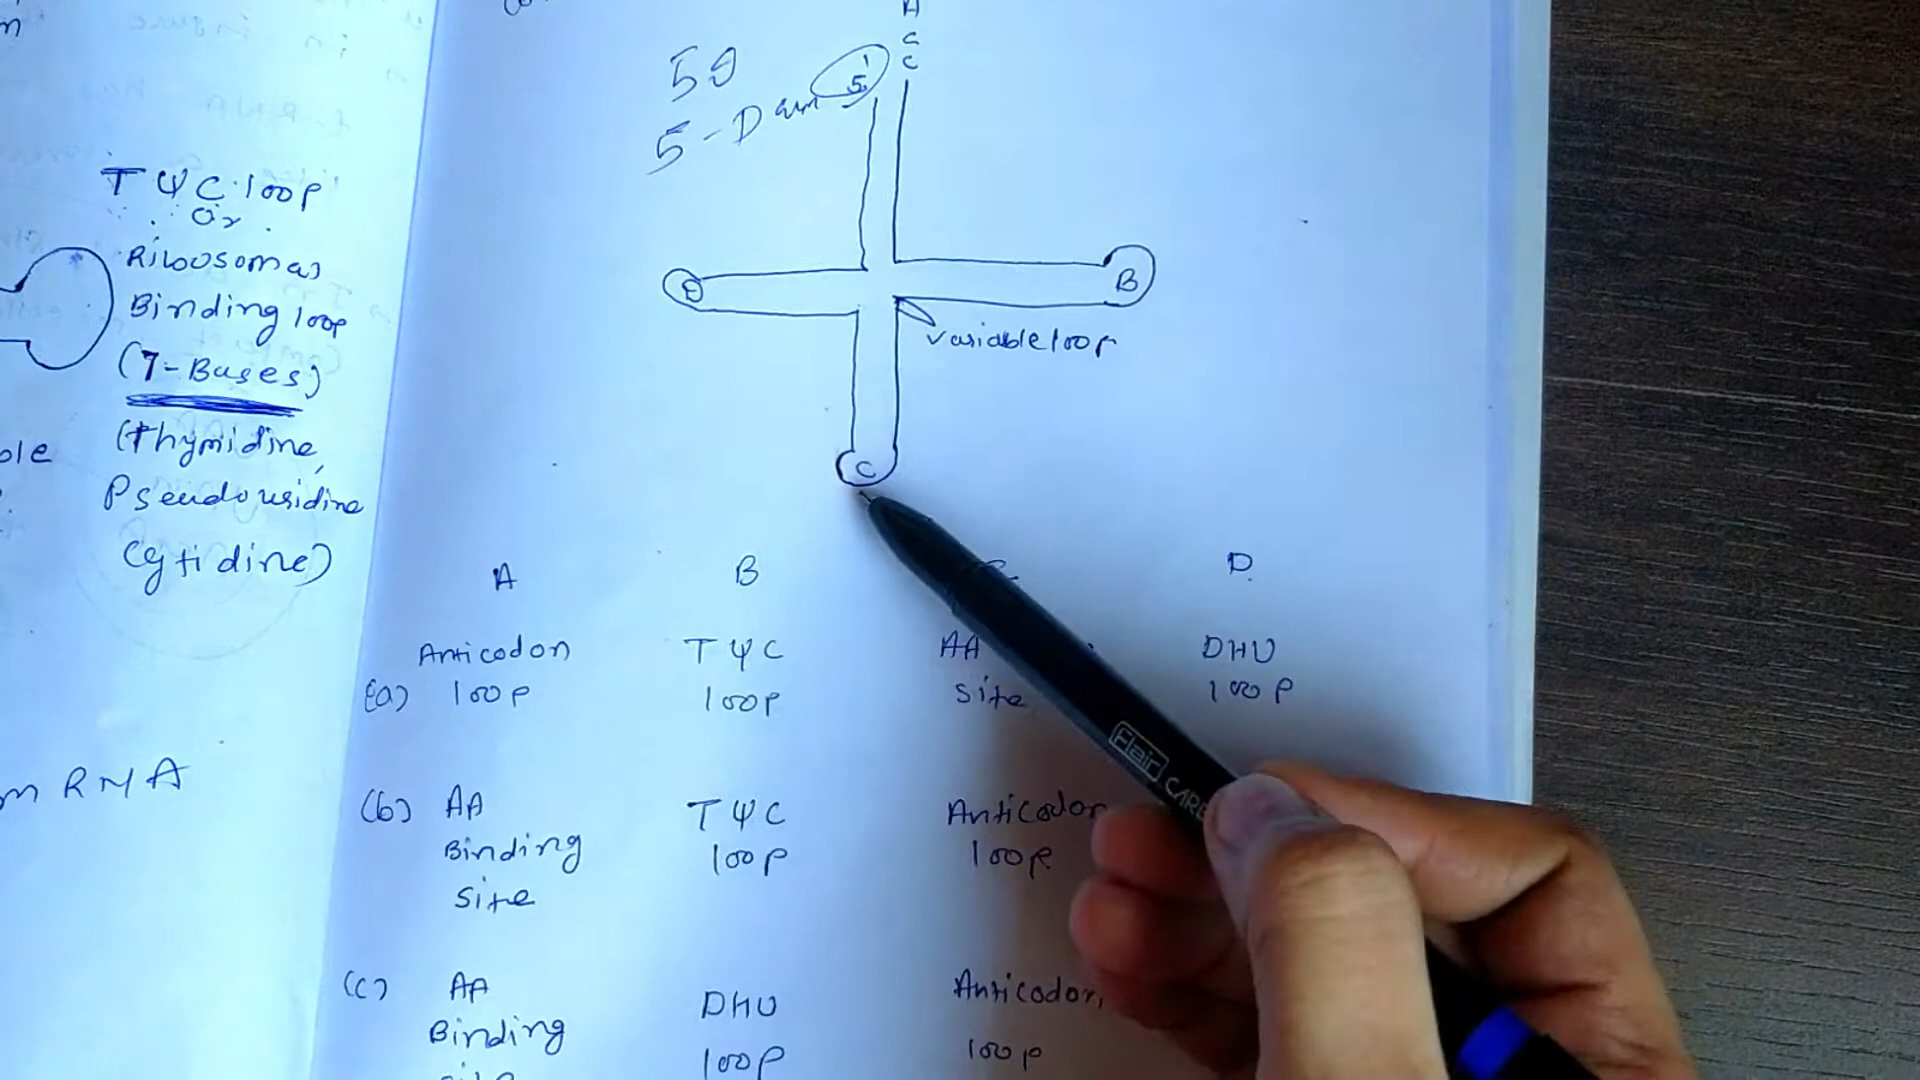 TΨC loop
Or
Ribosomal
Binding loop
(7-Bases)
(Thymidine,
Pseudouridine
Cytidine)
mRNA
59
5-D arm
5'
A
C
C
D
B
variable loop
C
A B D
Anticodon TΨC AA DHU
(a) loop loop site loop
(b) AA TΨC Anticodon
Binding loop loop
site
(c) AA DHU Anticodon
Binding loop loop
Flair CARE